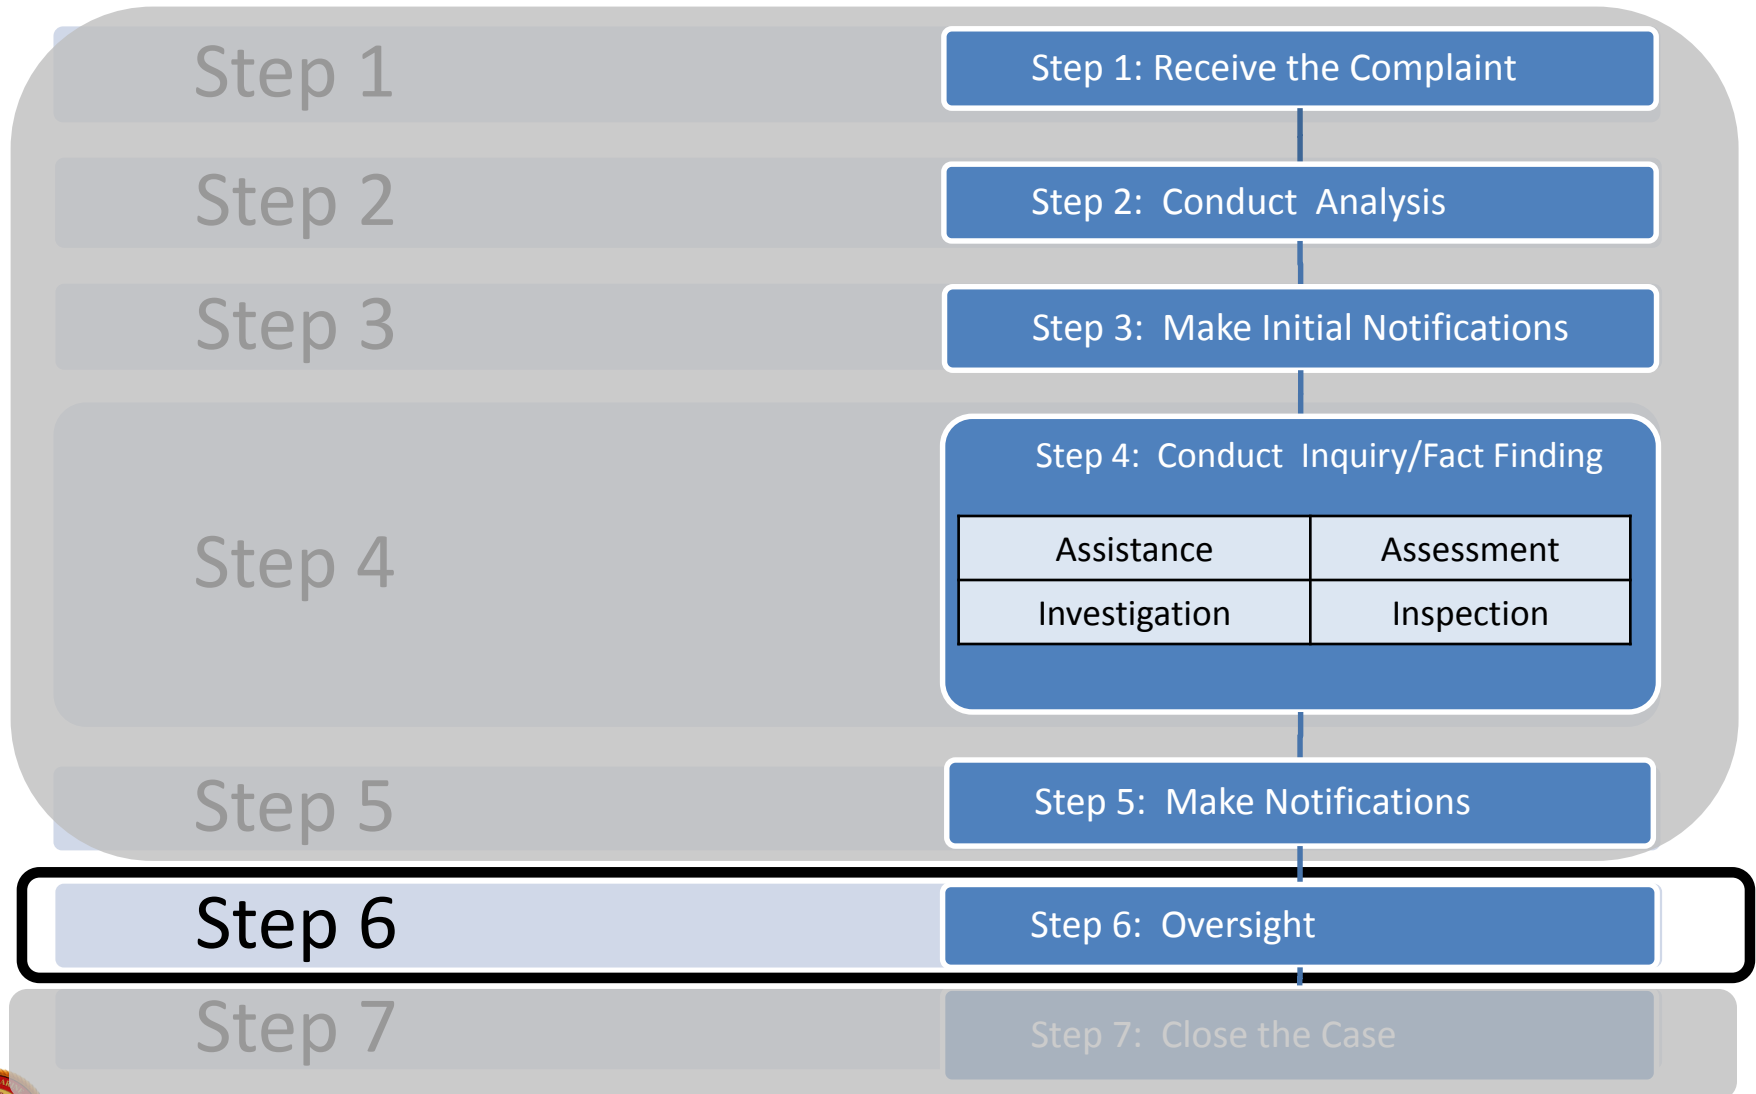 Step 1
Step 1: Receive the Complaint
Step 2
Step 2: Conduct Analysis
Step 3
Step 3: Make Initial Notifications
Step 4
Step 4: Conduct Inquiry/Fact Finding
Assistance Assessment
Investigation Inspection
Step 5
Step 5: Make Notifications
Step 6
Step 6: Oversight
Step 7
Step 7: Close the Case